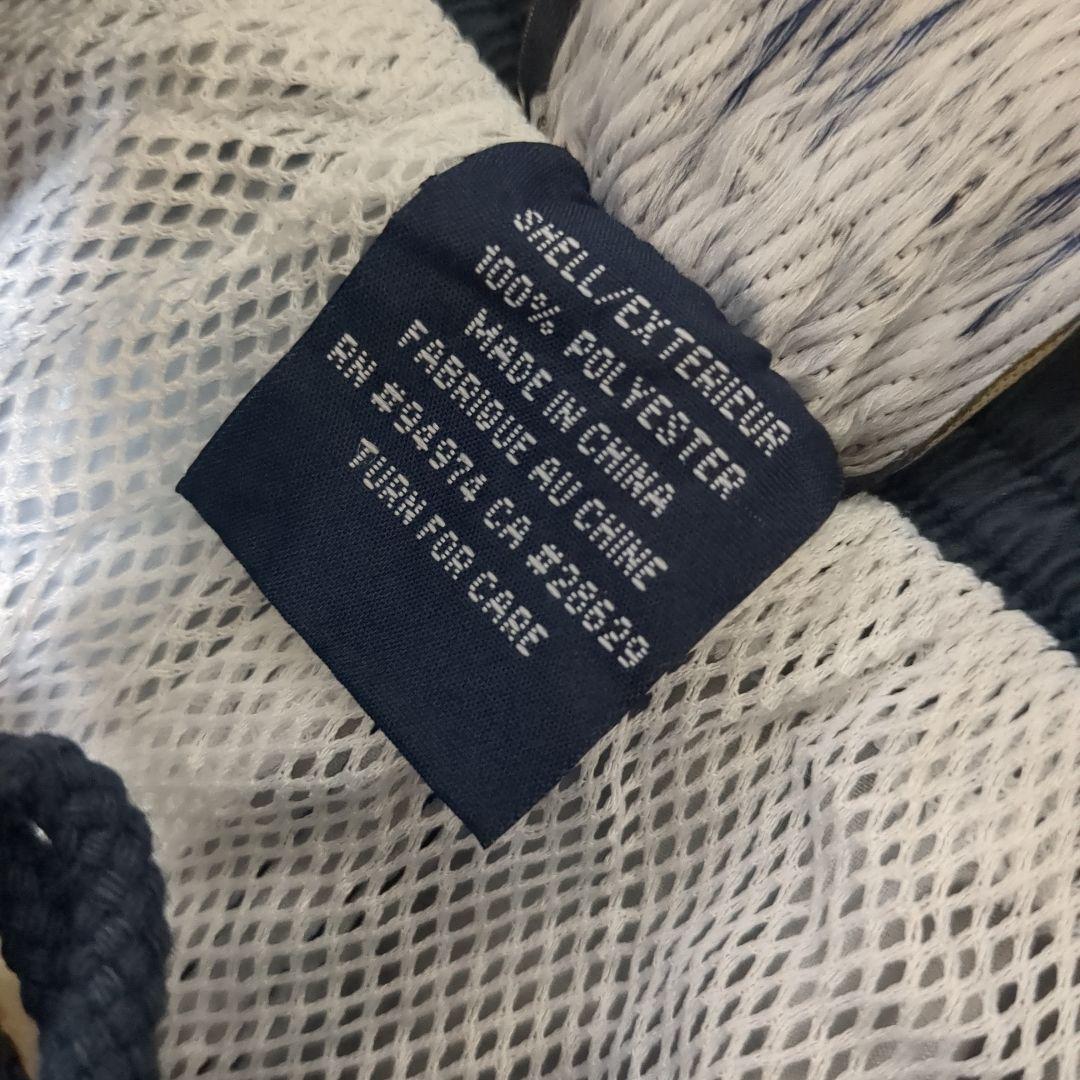 SHELL/EXTERIEUR
100% POLYESTER
MADE IN CHINA
FABRIQUE AU CHINE
RN #94974 CA #28629
TURN FOR CARE